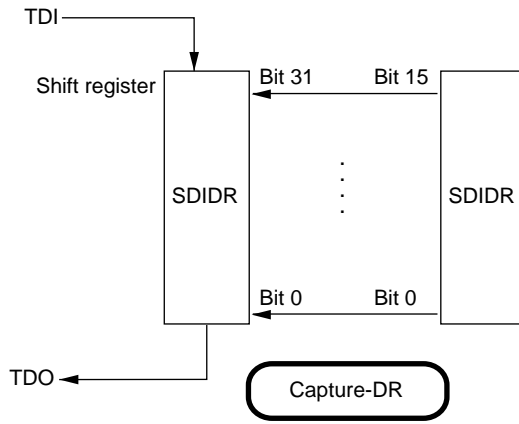 TDI
Shift register
Bit 31 Bit 15
SDIDR SDIDR
Bit 0 Bit 0
TDO
Capture-DR